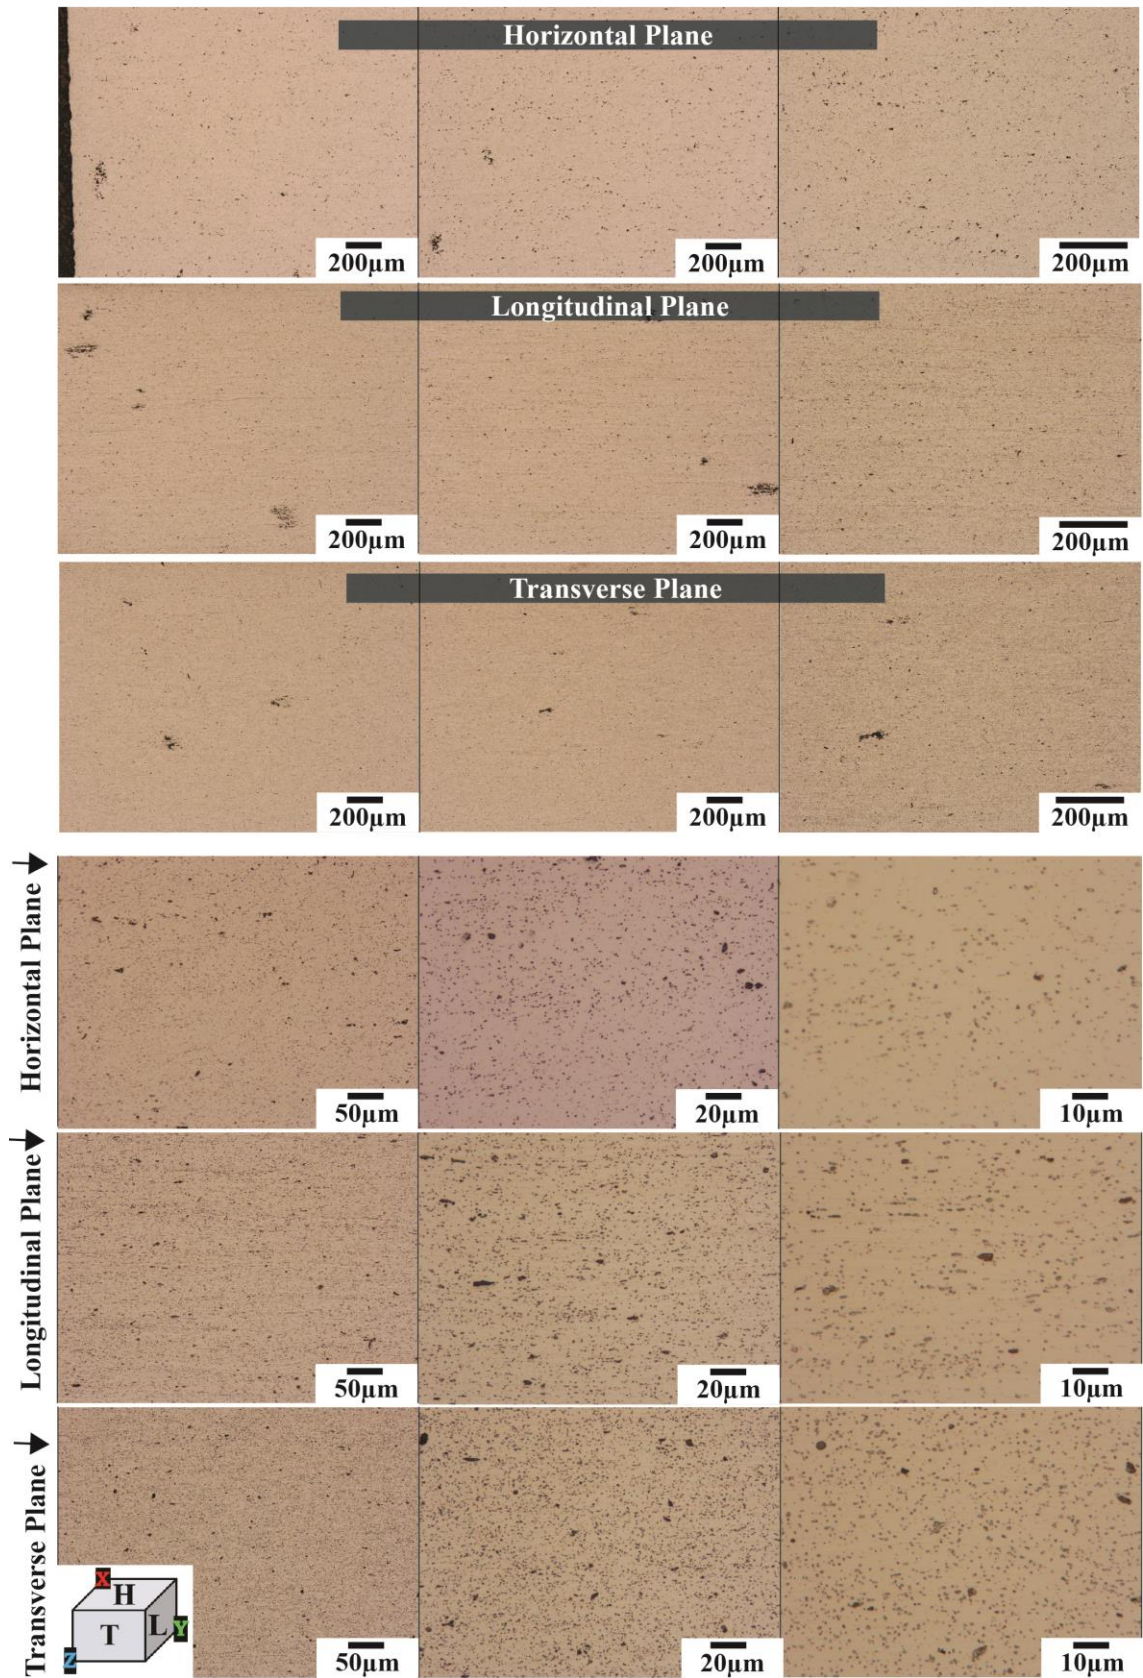 Horizontal Plane
200µm
200µm
200µm
Longitudinal Plane
200µm
200µm
200µm
Transverse Plane
200µm
200µm
200µm
Horizontal Plane
50µm
20µm
10µm
Longitudinal Plane
50µm
20µm
10µm
Transverse Plane
X
H
T
L
Y
Z
50µm
20µm
10µm